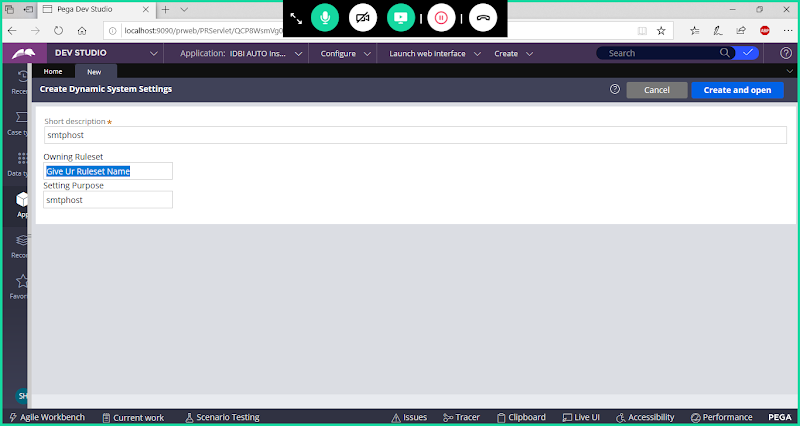 Pega Dev Studio
localhost:9090/prweb/PRServlet/QCP8WsmVg0
DEV STUDIO
Application: IDBI AUTO Ins...
Configure
Launch web interface
Create
Search
Home
New
Create Dynamic System Settings
Cancel
Create and open
Short description *
smtphost
Owning Ruleset
Give Ur Ruleset Name
Setting Purpose
smtphost
Recen
Case ty
Data ty
App
Recor
Favori
SH
Agile Workbench
Current work
Scenario Testing
Issues
Tracer
Clipboard
Live UI
Accessibility
Performance
PEGA